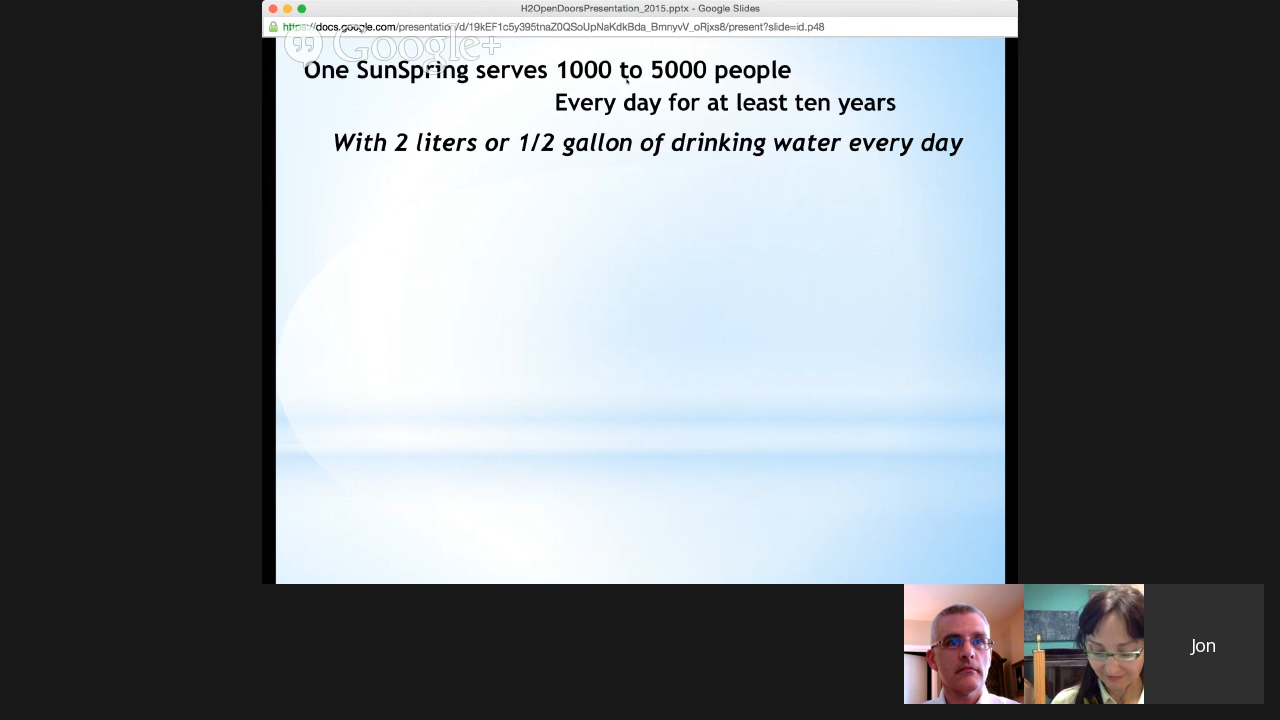 H2OpenDoorsPresentation_2015.pptx - Google Slides
https://docs.google.com/presentation/d/19kEF1c5y395tnaZ0QSoUpNaKdkBda_BmnyvV_oRjxs8/present?slide=id.p48
Google+
One SunSpring serves 1000 to 5000 people
Every day for at least ten years
With 2 liters or 1/2 gallon of drinking water every day
Jon